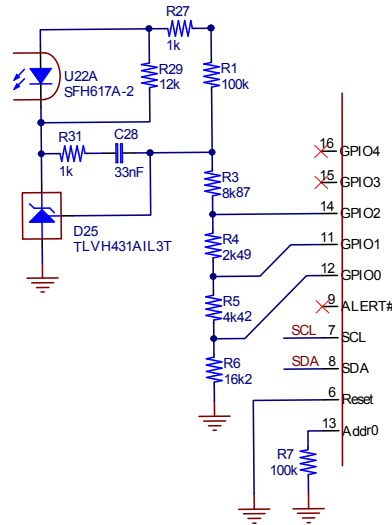 R27
1k
U22A
SFH617A-2
R29
12k
R1
100k
R31
1k
C28
33nF
D25
TLVH431AIL3T
R3
8k87
R4
2k49
R5
4k42
R6
16k2
16 GPIO4
15 GPIO3
14 GPIO2
11 GPIO1
12 GPIO0
9 ALERT#
SCL 7 SCL
SDA 8 SDA
6 Reset
13 Addr0
R7
100k